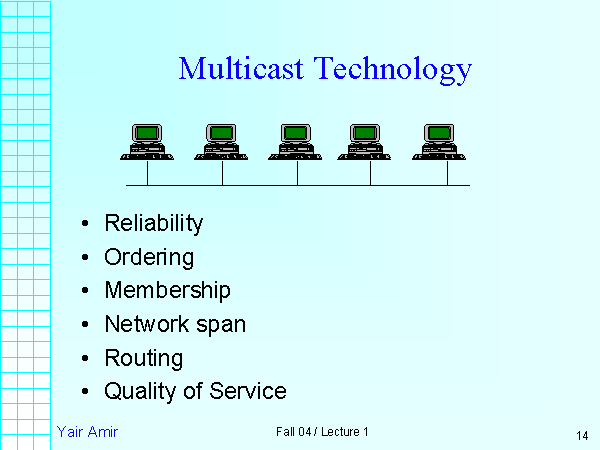 Multicast Technology
• Reliability
• Ordering
• Membership
• Network span
• Routing
• Quality of Service
Yair Amir
Fall 04 / Lecture 1
14